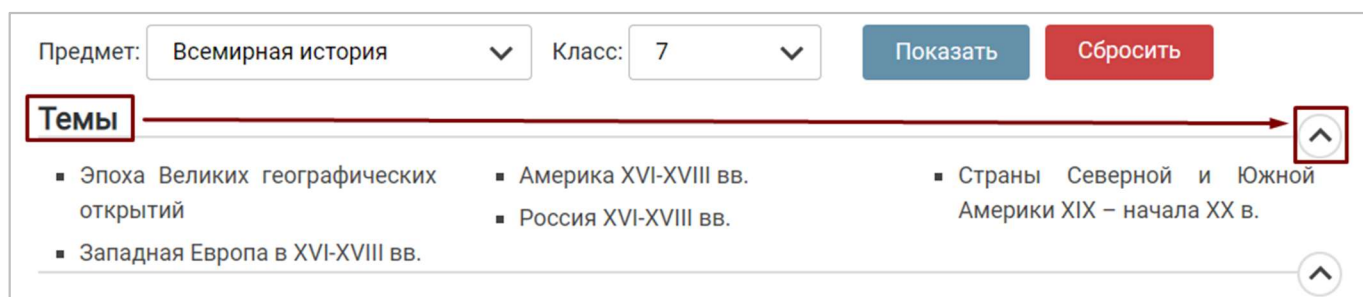 Предмет: Всемирная история Класс: 7 Показать Сбросить
Темы
▪ Эпоха Великих географических
открытий
▪ Западная Европа в XVI-XVIII вв.
▪ Америка XVI-XVIII вв.
▪ Россия XVI-XVIII вв.
▪ Страны Северной и Южной
Америки XIX – начала XX в.